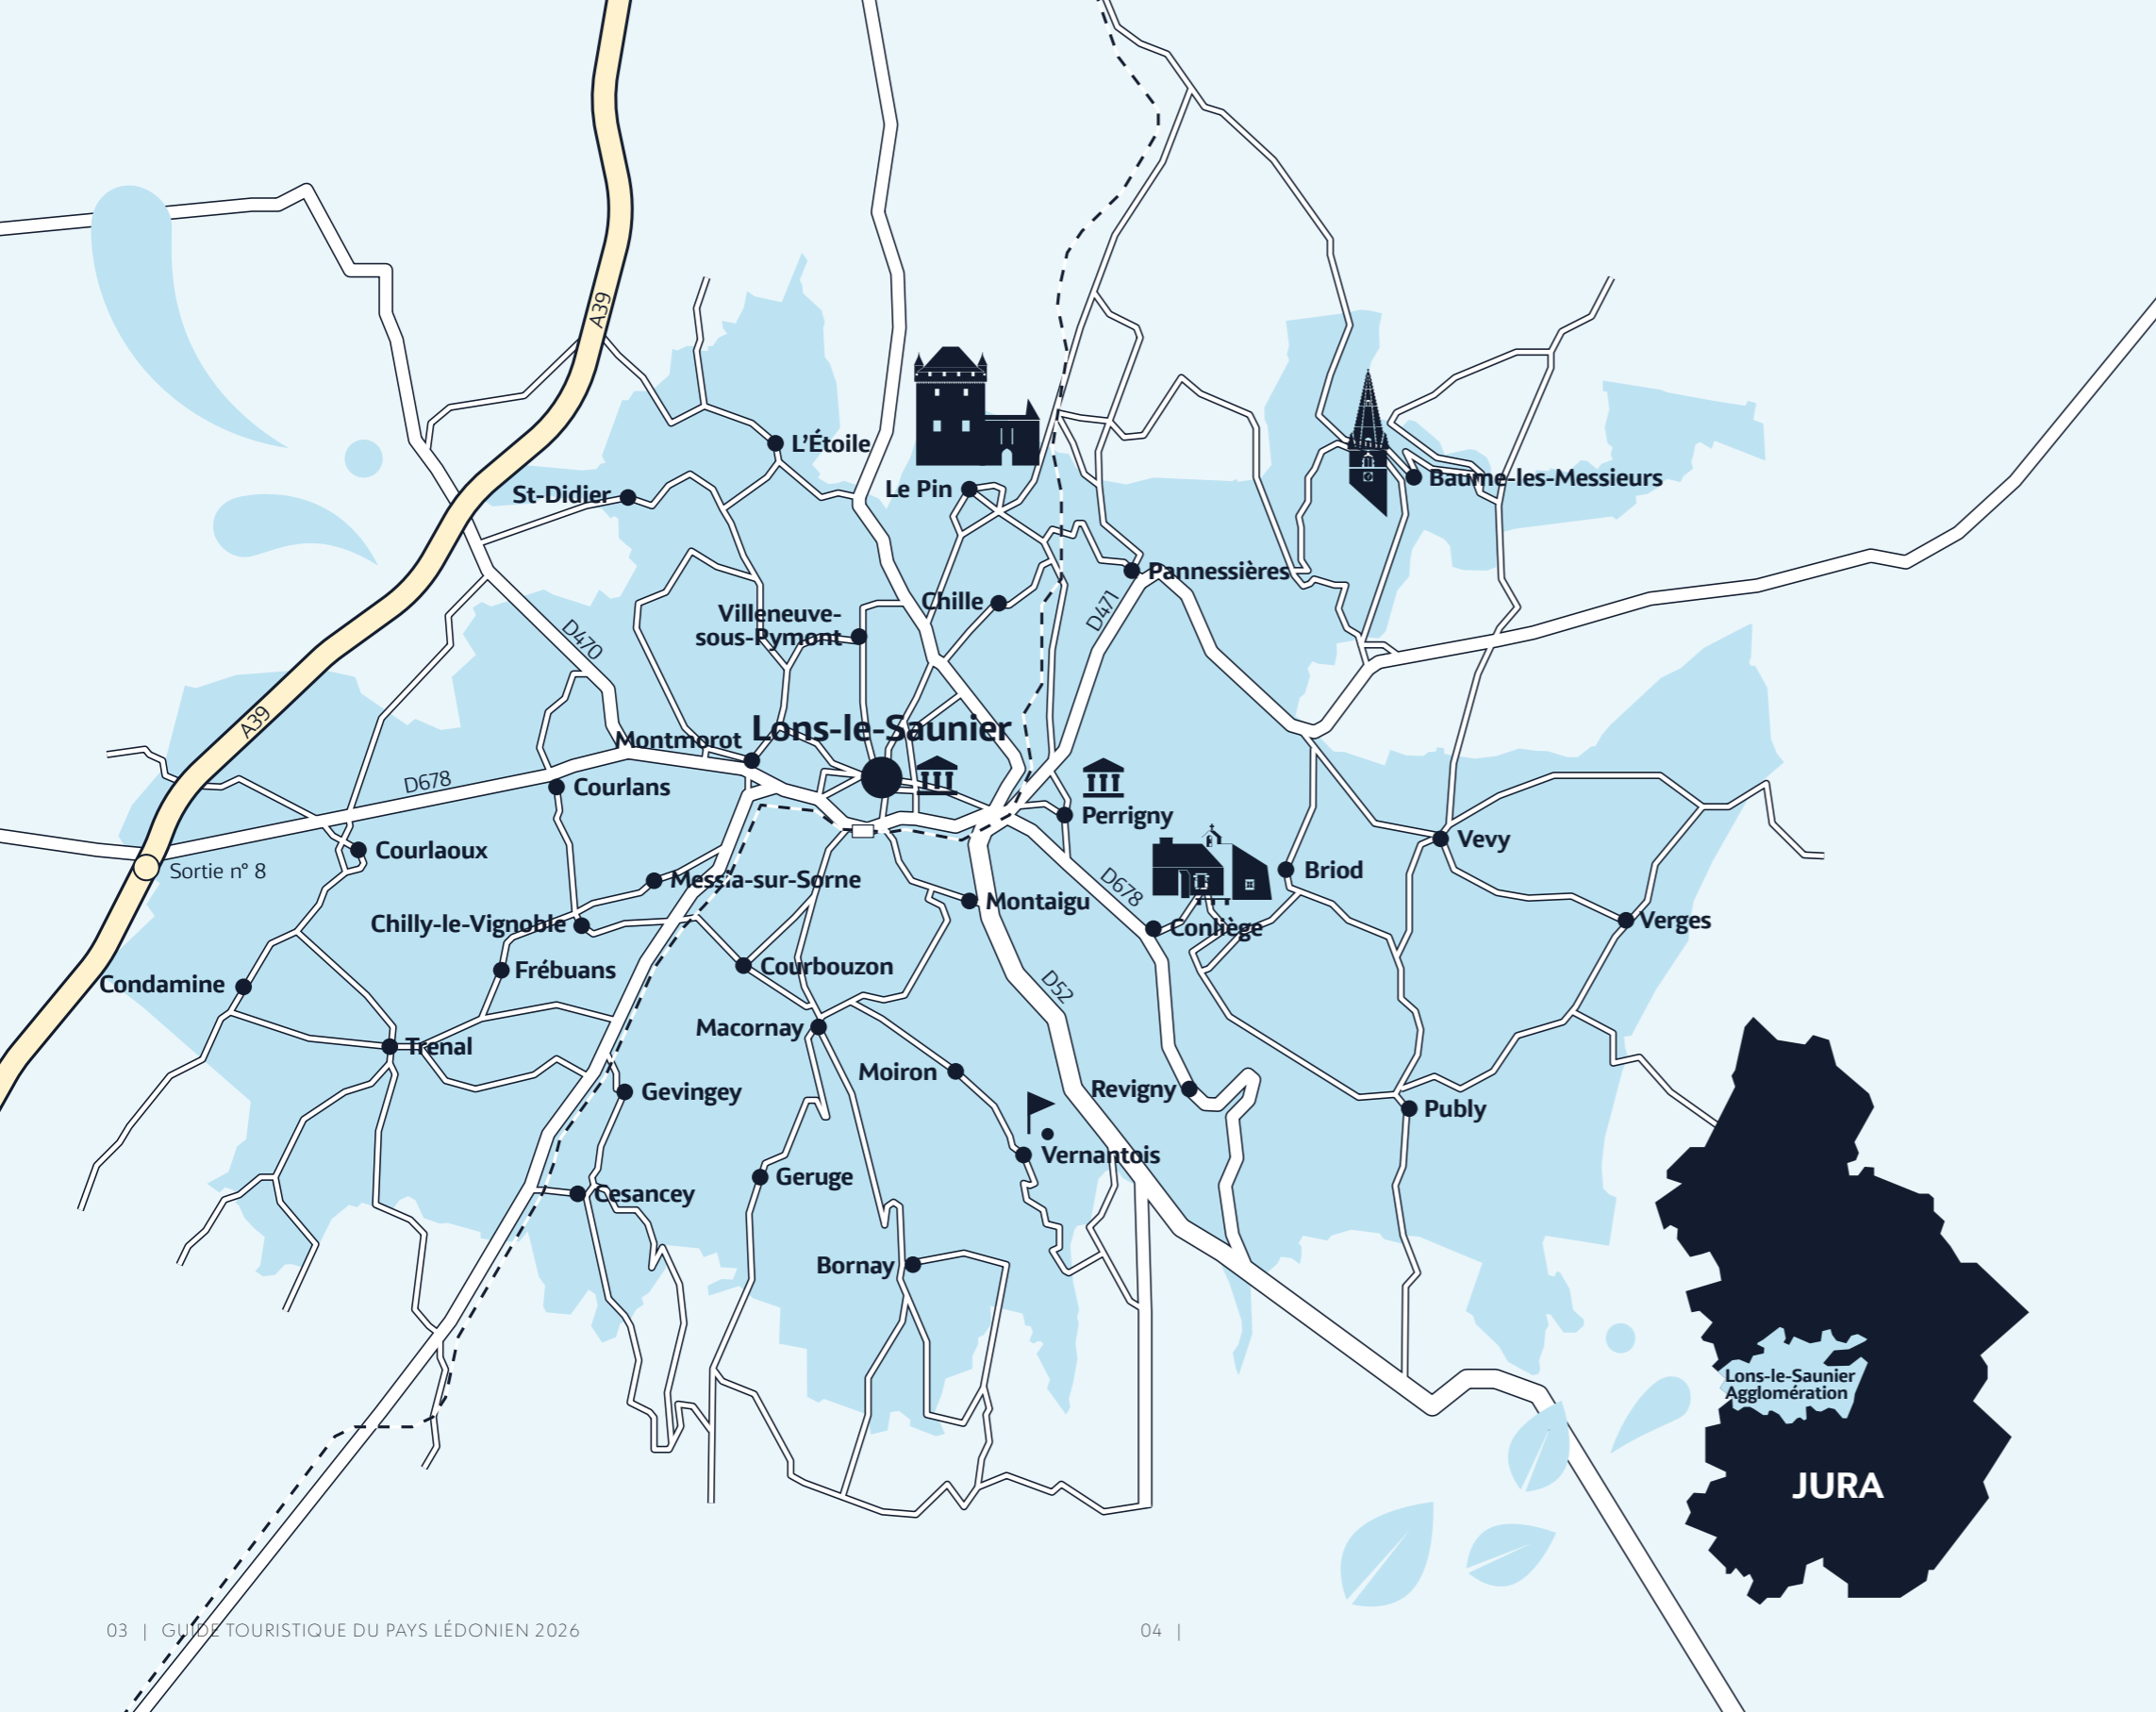 A39
L’Étoile
St-Didier
Le Pin
Baume-les-Messieurs
Pannessières
Chille
Villeneuve-
sous-Pymont
D471
D470
A39
Lons-le-Saunier
Montmorot
D678
Courlans
Perrigny
Courlaoux
Vevy
Sortie n° 8
Messia-sur-Sorne
Briod
D678
Montaigu
Chilly-le-Vignoble
Conliège
Verges
Frébuans
Courbouzon
Condamine
D52
Macornay
Trenal
Moiron
Gevingey
Revigny
Publy
Vernantois
Geruge
Cesancey
Bornay
Lons-le-Saunier
Agglomération
JURA
03 | GUIDE TOURISTIQUE DU PAYS LÉDONIEN 2026
04 |